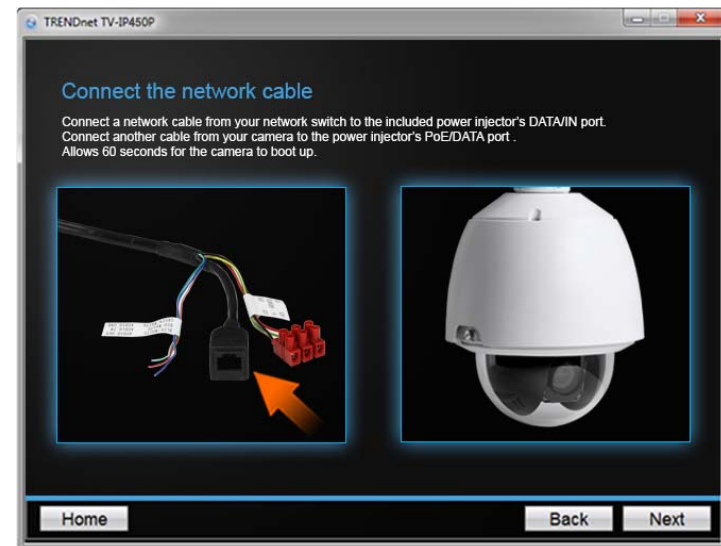 TRENDnet TV-IP450P
Connect the network cable
Connect a network cable from your network switch to the included power injector's DATA/IN port.
Connect another cable from your camera to the power injector's PoE/DATA port .
Allows 60 seconds for the camera to boot up.
Home
Back
Next